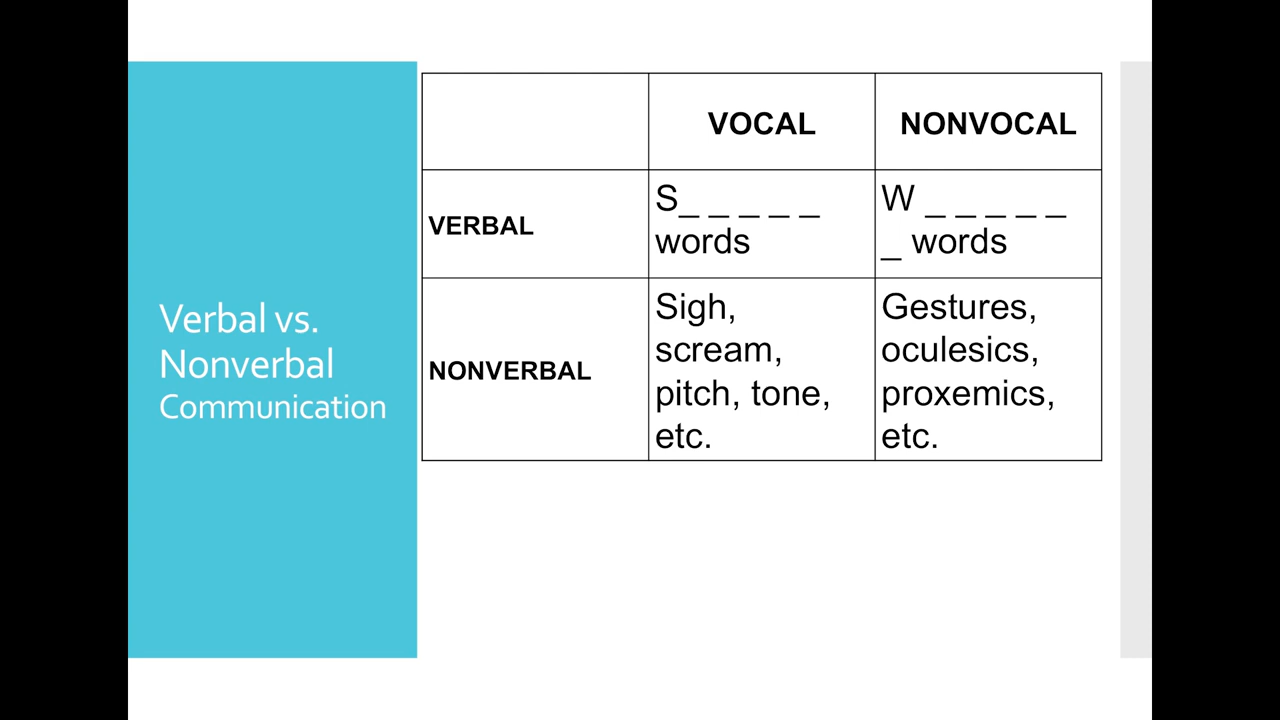 Verbal vs.
Nonverbal
Communication
VOCAL
NONVOCAL
VERBAL
S_ _ _ _ _
words
W _ _ _ _ _
_ words
NONVERBAL
Sigh,
scream,
pitch, tone,
etc.
Gestures,
oculesics,
proxemics,
etc.